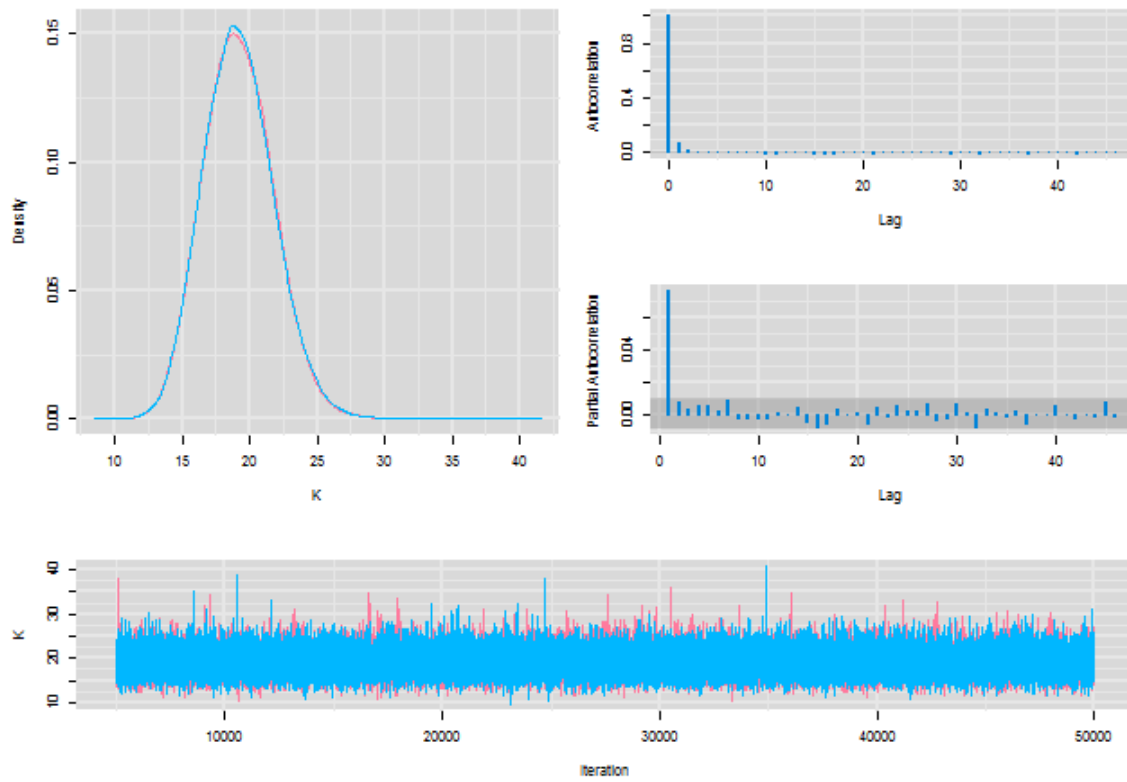 Density
0.00 0.05 0.10 0.15
10 15 20 25 30 35 40
K
Autocorrelation
0.0 0.4 0.8
0 10 20 30 40
Lag
Partial Autocorrelation
0.00 0.04
0 10 20 30 40
Lag
K
10 20 30 40
10000 20000 30000 40000 50000
Iteration